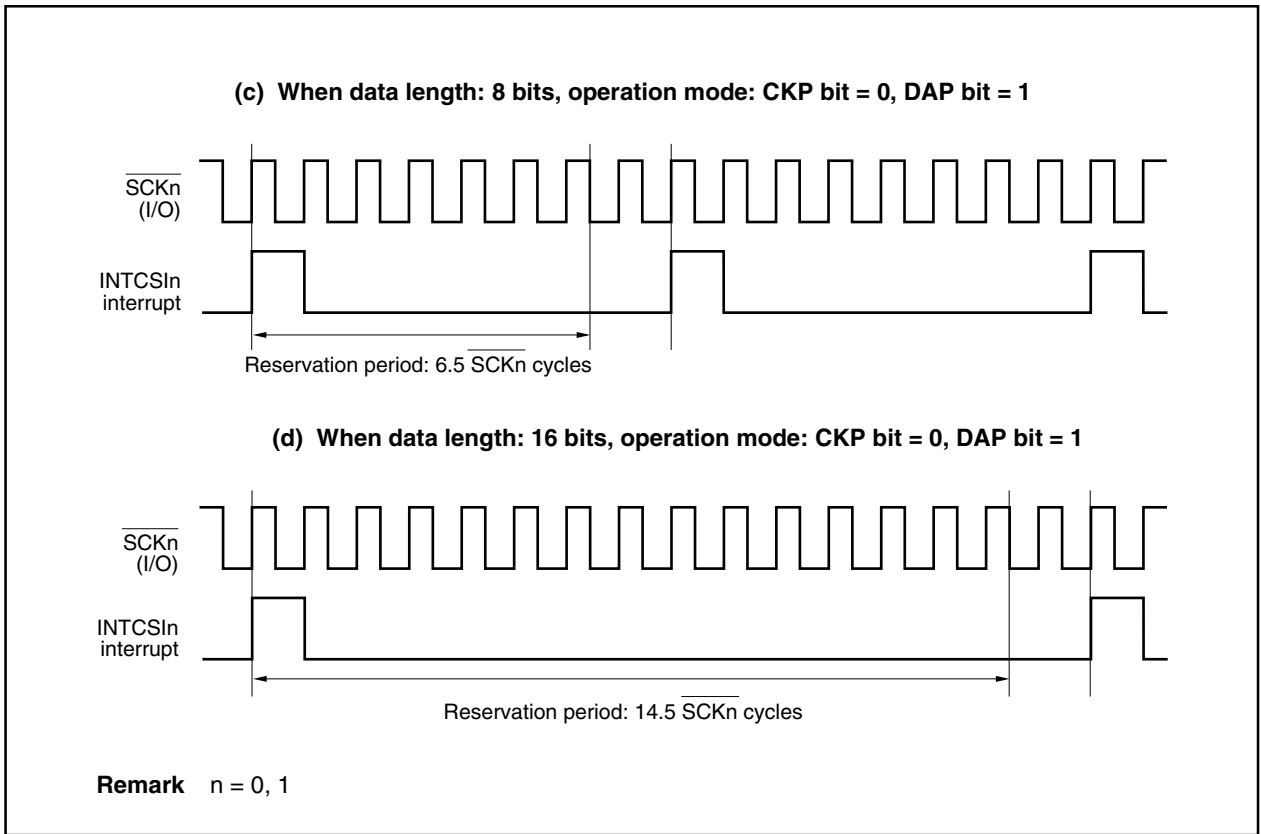 (c) When data length: 8 bits, operation mode: CKP bit = 0, DAP bit = 1
SCKn
(I/O)
INTCSIn
interrupt
Reservation period: 6.5 SCKn cycles
(d) When data length: 16 bits, operation mode: CKP bit = 0, DAP bit = 1
SCKn
(I/O)
INTCSIn
interrupt
Reservation period: 14.5 SCKn cycles
Remark n = 0, 1